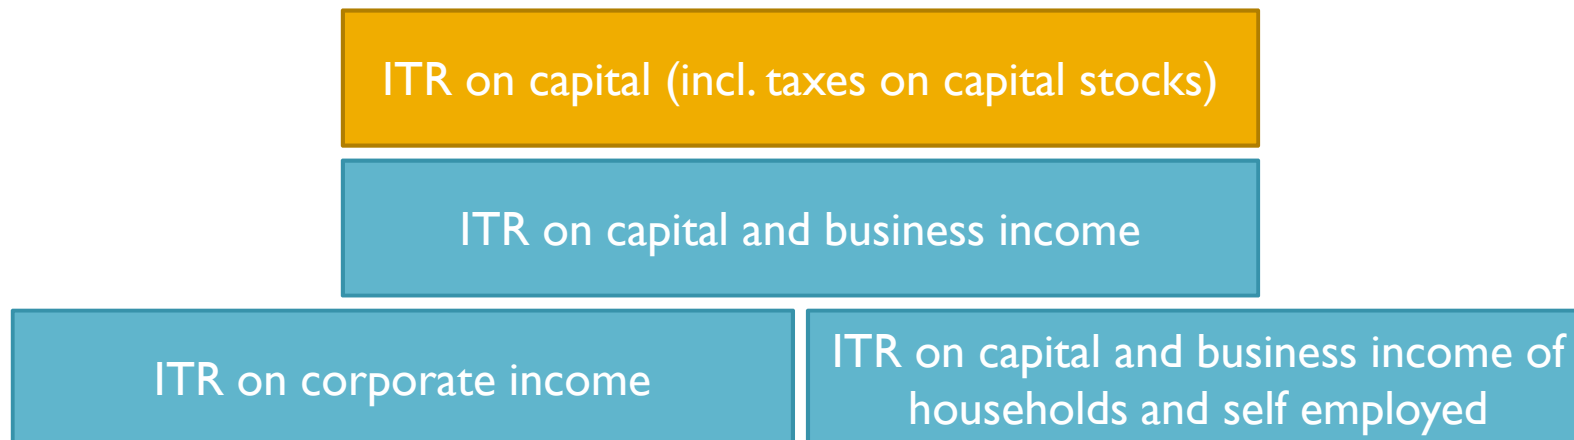 ITR on capital (incl. taxes on capital stocks)
ITR on capital and business income
ITR on corporate income
ITR on capital and business income of
households and self employed